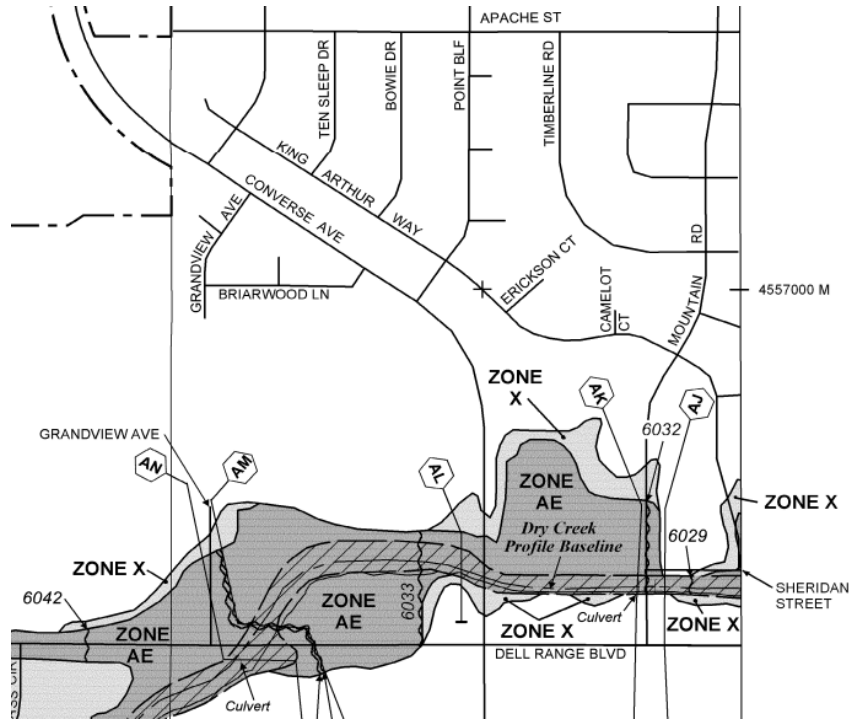 APACHE ST
TEN SLEEP DR
BOWIE DR
POINT BLF
TIMBERLINE RD
KING ARTHUR WAY
CONVERSE AVE
GRANDVIEW AVE
BRIARWOOD LN
ERICKSON CT
CAMELOT
CT
MOUNTAIN RD
4557000 M
ZONE
X
AK
6032
AJ
GRANDVIEW AVE
AN
AM
AL
ZONE
AE
Dry Creek
Profile Baseline
ZONE X
6029
ZONE X
6042
6033
ZONE
AE
ZONE
AE
ZONE X
Culvert
ZONE X
SHERIDAN
STREET
DELL RANGE BLVD
Culvert